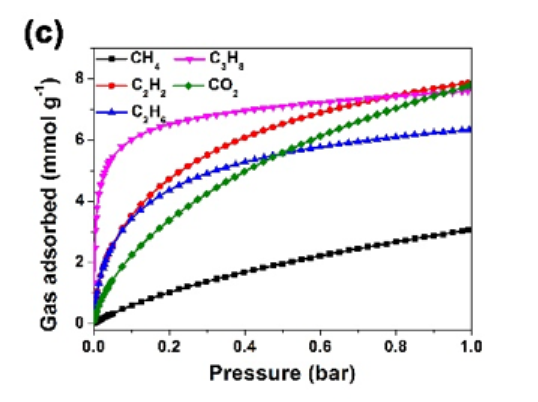 (c)
CH₄ C₃H₈
C₂H₂ CO₂
C₂H₆
Gas adsorbed (mmol g⁻¹)
8
6
4
2
0
0.0 0.2 0.4 0.6 0.8 1.0
Pressure (bar)